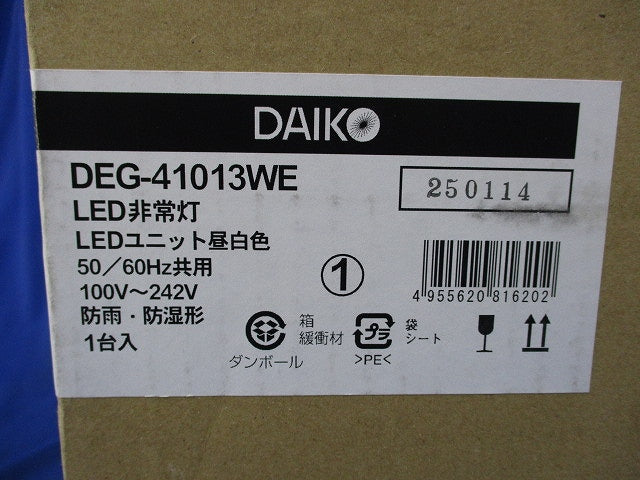 DAIKO
DEG-41013WE
250114
LED非常灯
LEDユニット昼白色
50／60Hz共用
100V～242V
防雨・防湿形
1台入
①
4 955620 816202
箱
緩衝材
ダンボール
プラ
袋
シート
>PE<